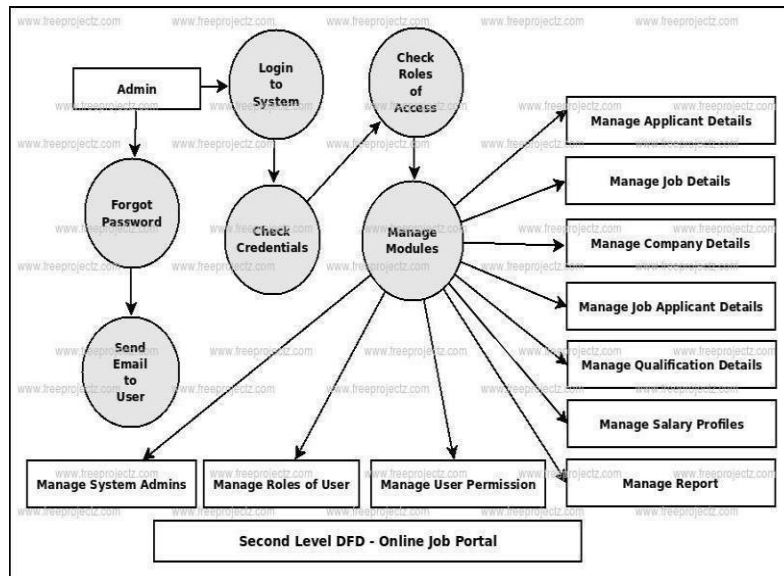 Admin
Login
to
System
Check
Roles
of
Access
Forgot
Password
Check
Credentials
Manage
Modules
Send
Email
to
User
Manage Applicant Details
Manage Job Details
Manage Company Details
Manage Job Applicant Details
Manage Qualification Details
Manage Salary Profiles
Manage Report
Manage System Admins
Manage Roles of User
Manage User Permission
Second Level DFD - Online Job Portal
www.freeprojectz.com